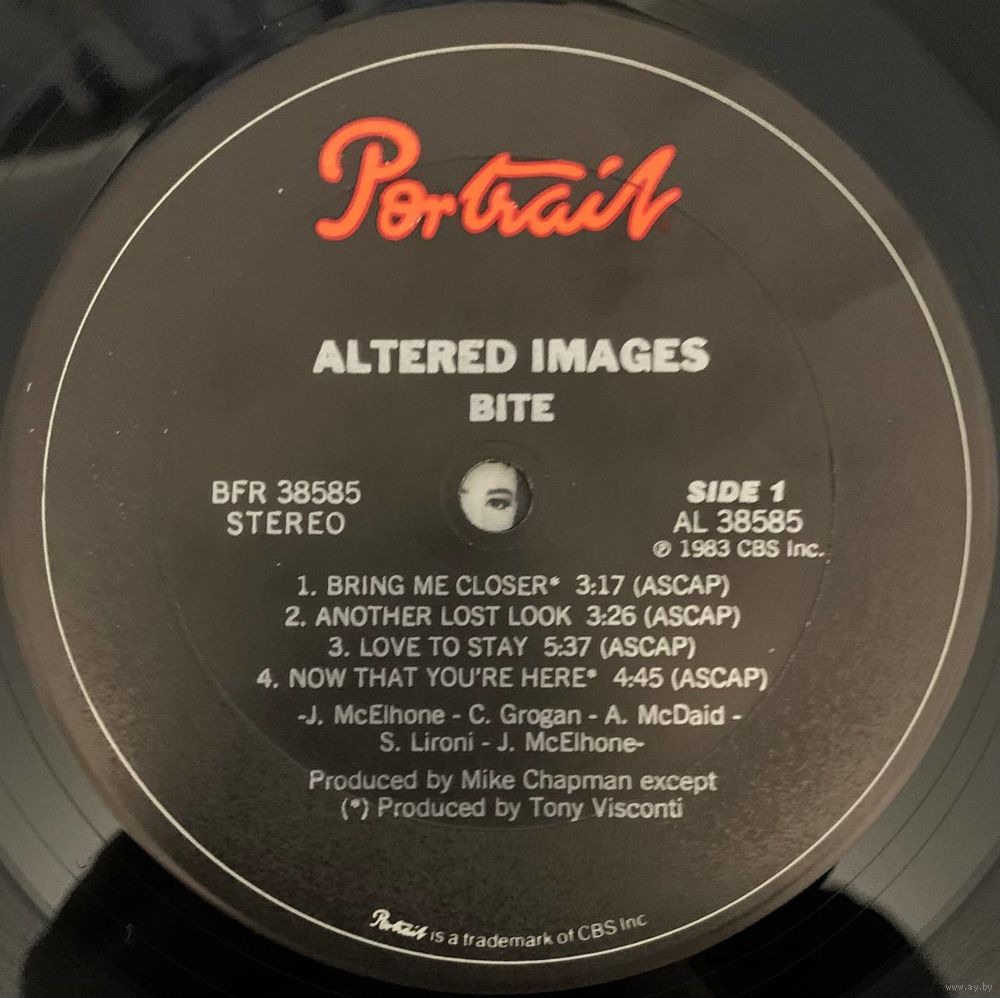 Portrait
ALTERED IMAGES
BITE
BFR 38585
STEREO
SIDE 1
AL 38585
℗ 1983 CBS Inc.
1. BRING ME CLOSER* 3:17 (ASCAP)
2. ANOTHER LOST LOOK 3:26 (ASCAP)
3. LOVE TO STAY 5:37 (ASCAP)
4. NOW THAT YOU'RE HERE* 4:45 (ASCAP)
-J. McElhone - C. Grogan - A. McDaid -
S. Lironi - J. McElhone-
Produced by Mike Chapman except
(*) Produced by Tony Visconti
Portrait is a trademark of CBS Inc
www.ay.by